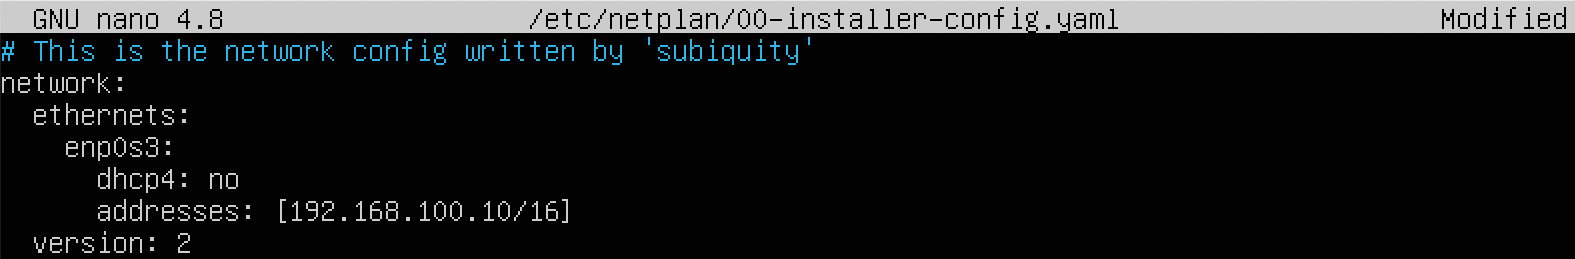 GNU nano 4.8 /etc/netplan/00-installer-config.yaml Modified
# This is the network config written by 'subiquity'
network:
  ethernets:
    enp0s3:
      dhcp4: no
      addresses: [192.168.100.10/16]
  version: 2